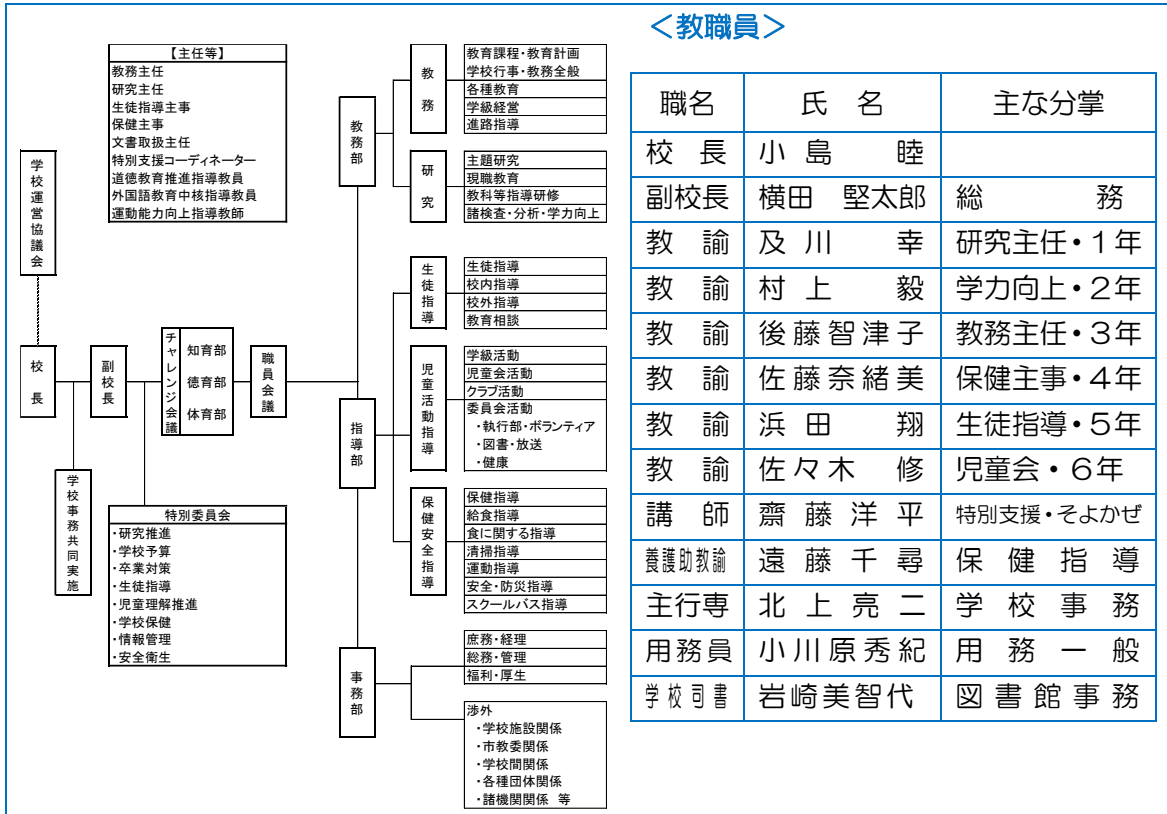 ＜教職員＞
【主任等】
教務主任
研究主任
生徒指導主事
保健主事
文書取扱主任
特別支援コーディネーター
道徳教育推進指導教員
外国語教育中核指導教員
運動能力向上指導教師
学校運営協議会
校長
副校長
チャレンジ会議
知育部
徳育部
体育部
職員会議
学校事務共同実施
特別委員会
・研究推進
・学校予算
・卒業対策
・生徒指導
・児童理解推進
・学校保健
・情報管理
・安全衛生
教務部
教務
教育課程・教育計画
学校行事・教務全般
各種教育
学級経営
進路指導
研究
主題研究
現職教育
教科等指導研修
諸検査・分析・学力向上
指導部
生徒指導
生徒指導
校内指導
校外指導
教育相談
児童活動指導
学級活動
児童会活動
クラブ活動
委員会活動
・執行部・ボランティア
・図書・放送
・健康
保健安全指導
保健指導
給食指導
食に関する指導
清掃指導
運動指導
安全・防災指導
スクールバス指導
事務部
庶務・経理
総務・管理
福利・厚生
渉外
・学校施設関係
・市教委関係
・学校間関係
・各種団体関係
・諸機関関係 等
職名 氏名 主な分掌
校長 小島 睦
副校長 横田 堅太郎 総務
教諭 及川 幸 研究主任・１年
教諭 村上 毅 学力向上・２年
教諭 後藤智津子 教務主任・３年
教諭 佐藤奈緒美 保健主事・４年
教諭 浜田 翔 生徒指導・５年
教諭 佐々木 修 児童会・６年
講師 齋藤洋平 特別支援・そよかぜ
養護助教諭 遠藤千尋 保健指導
主行専 北上亮二 学校事務
用務員 小川原秀紀 用務一般
学校司書 岩崎美智代 図書館事務